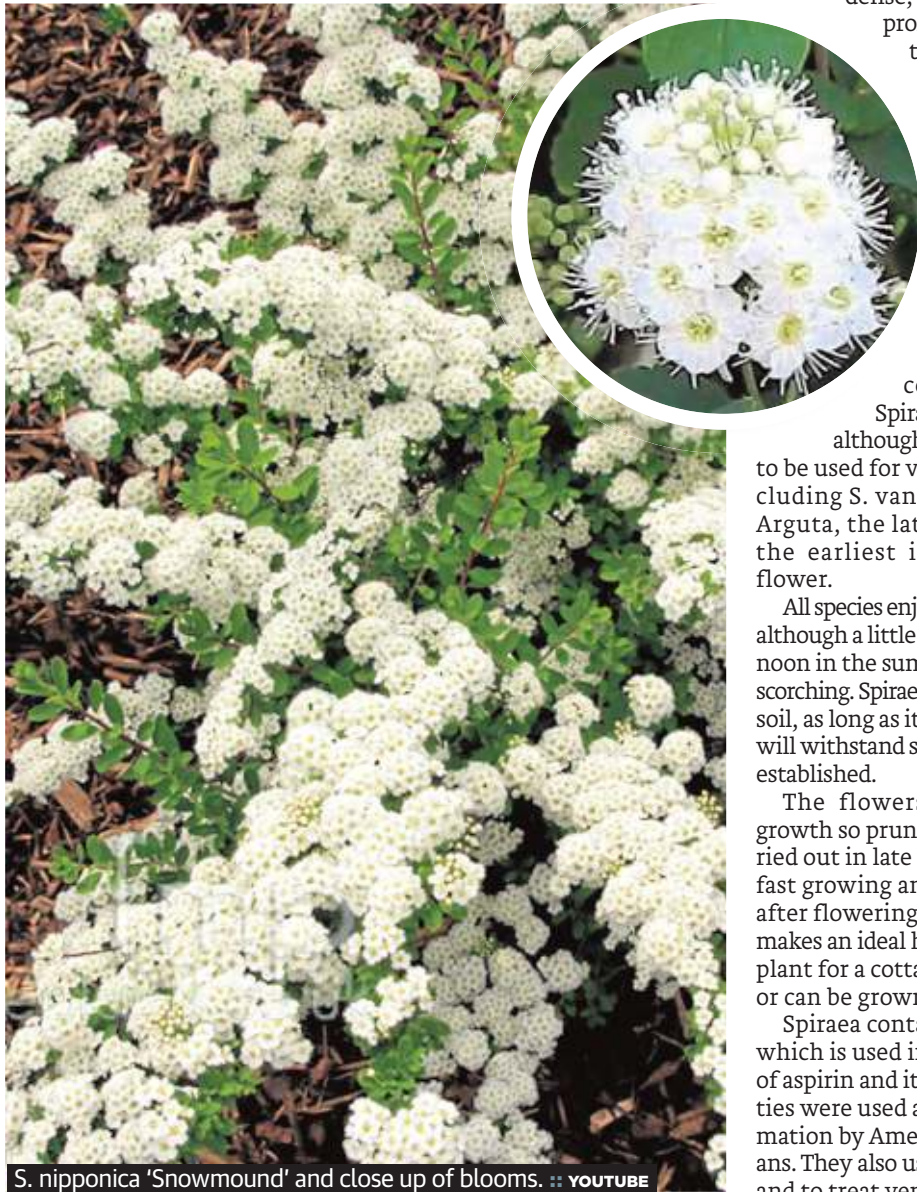 dense,
pro
t
c
Spira
although
to be used for v
cluding S. van
Arguta, the lat
the earliest i
flower.
All species enj
although a little
noon in the sun
scorching. Spirae
soil, as long as it
will withstand s
established.
The flowers
growth so prun
ried out in late
fast growing an
after flowering
makes an ideal h
plant for a cotta
or can be grown
Spiraea conta
which is used in
of aspirin and it
ties were used a
mation by Ame
ans. They also u
and to treat ven
S. nipponica 'Snowmound' and close up of blooms. :: YOUTUBE